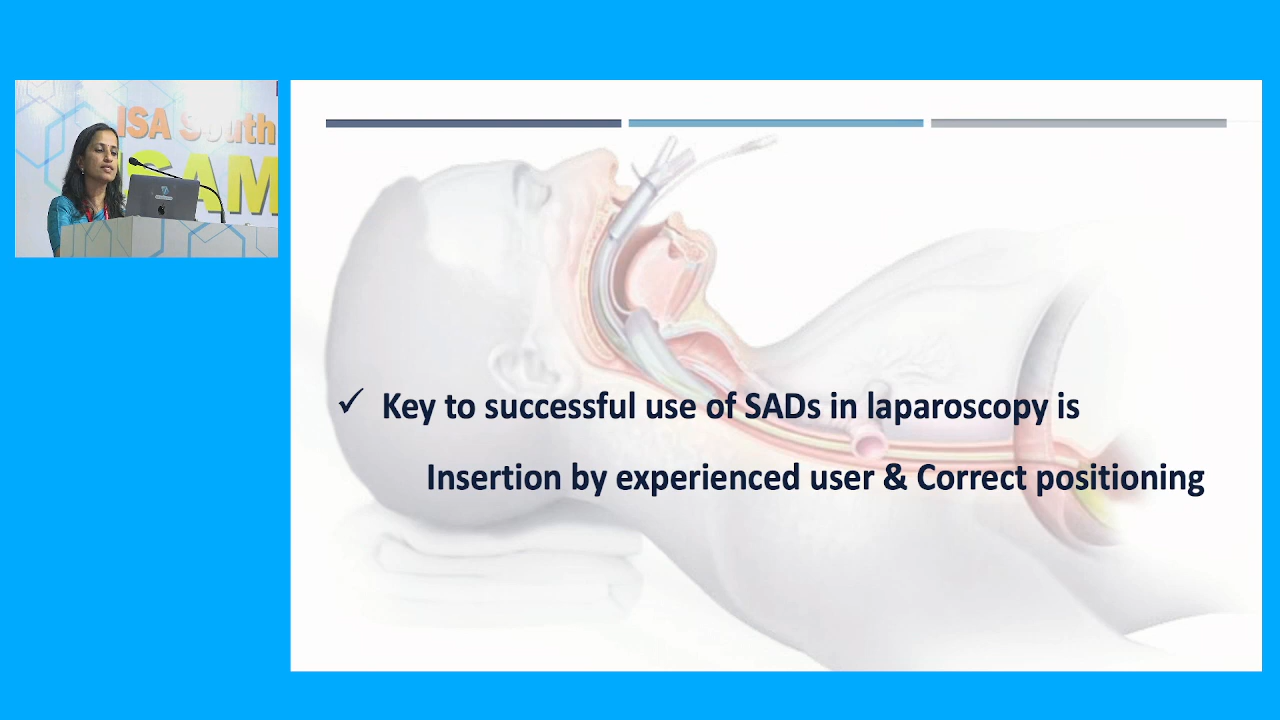 ISA South
SAM
✓ Key to successful use of SADs in laparoscopy is
Insertion by experienced user & Correct positioning